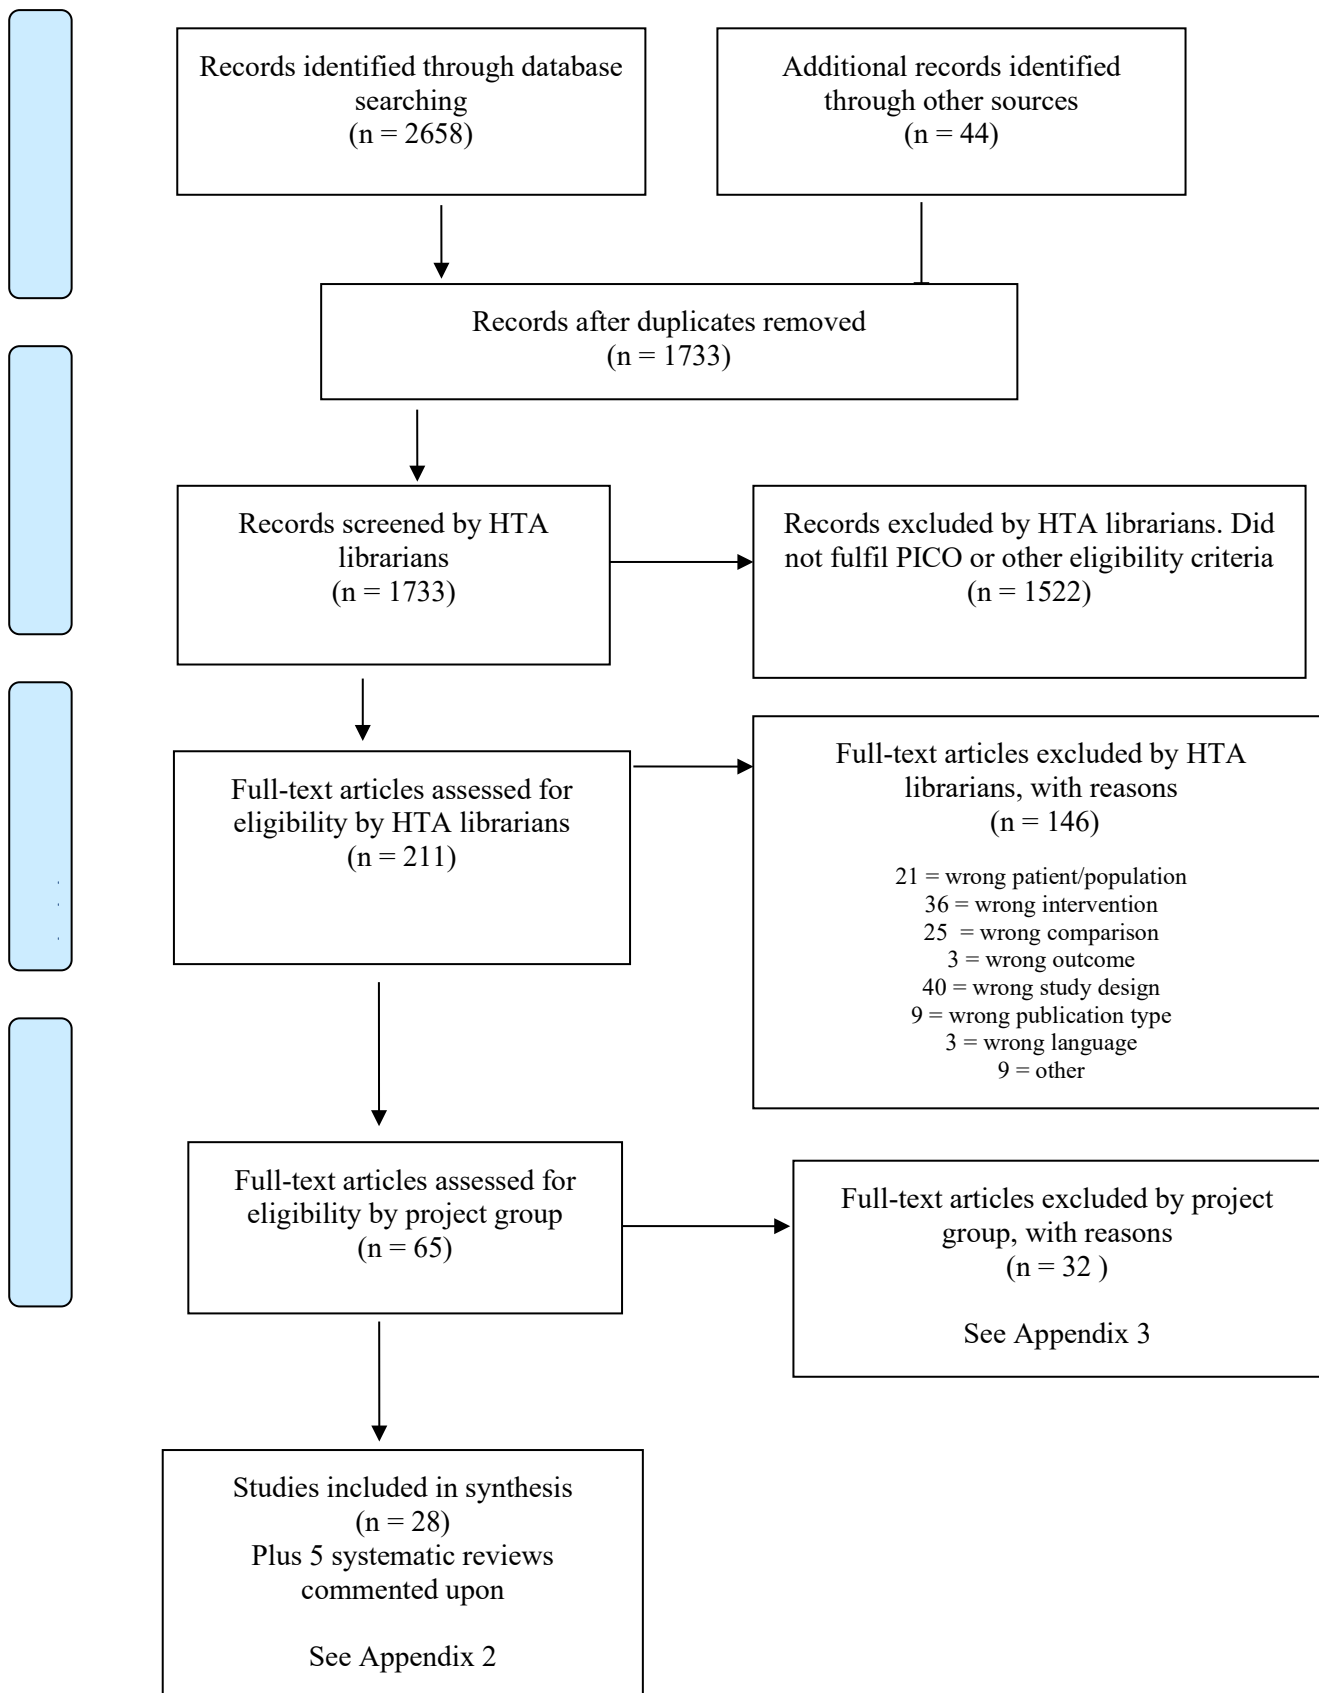 Records identified through database
searching
(n = 2658)
Additional records identified
through other sources
(n = 44)
Records after duplicates removed
(n = 1733)
Records screened by HTA
librarians
(n = 1733)
Records excluded by HTA librarians. Did
not fulfil PICO or other eligibility criteria
(n = 1522)
Full-text articles assessed for
eligibility by HTA librarians
(n = 211)
Full-text articles excluded by HTA
librarians, with reasons
(n = 146)
21 = wrong patient/population
36 = wrong intervention
25  = wrong comparison
3 = wrong outcome
40 = wrong study design
9 = wrong publication type
3 = wrong language
9 = other
Full-text articles assessed for
eligibility by project group
(n = 65)
Full-text articles excluded by project
group, with reasons
(n = 32 )
See Appendix 3
Studies included in synthesis
(n = 28)
Plus 5 systematic reviews
commented upon
See Appendix 2